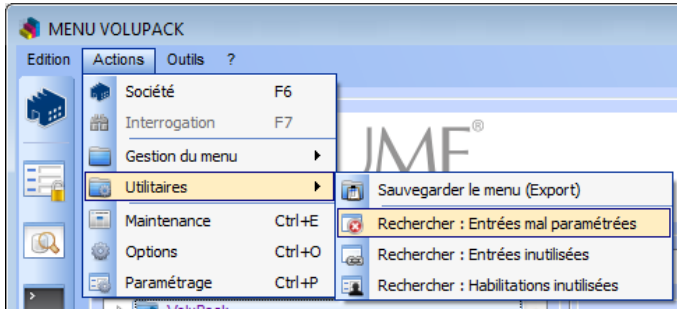 MENU VOLUPACK
Edition Actions Outils ?
Société F6
Interrogation F7
Gestion du menu
Utilitaires
Maintenance Ctrl+E
Options Ctrl+O
Paramétrage Ctrl+P
JMF®
Sauvegarder le menu (Export)
Rechercher : Entrées mal paramétrées
Rechercher : Entrées inutilisées
Rechercher : Habilitations inutilisées
VoluPack